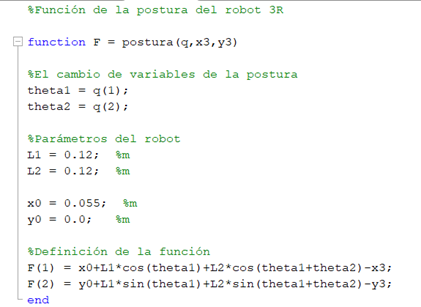 %Función de la postura del robot 3R
function F = postura(q,x3,y3)
%El cambio de variables de la postura
theta1 = q(1);
theta2 = q(2);
%Parámetros del robot
L1 = 0.12;  %m
L2 = 0.12;  %m
x0 = 0.055;  %m
y0 = 0.0;   %m
%Definición de la función
F(1) = x0+L1*cos(theta1)+L2*cos(theta1+theta2)-x3;
F(2) = y0+L1*sin(theta1)+L2*sin(theta1+theta2)-y3;
end